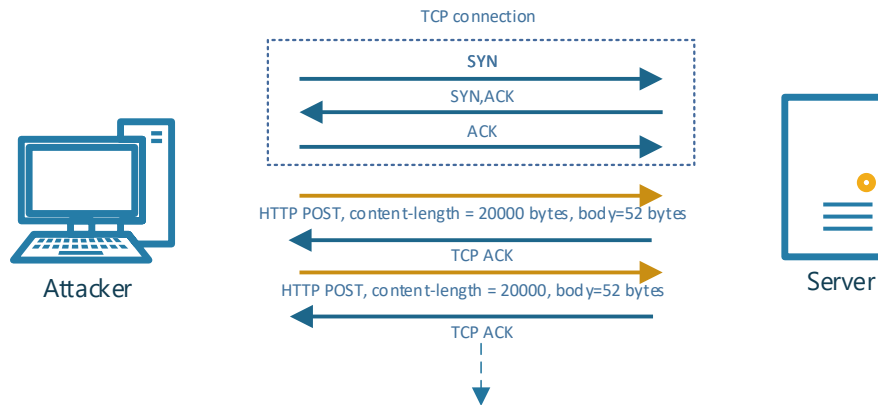 TCP connection
SYN
SYN,ACK
ACK
HTTP POST, content-length = 20000 bytes, body=52 bytes
TCP ACK
HTTP POST, content-length = 20000, body=52 bytes
TCP ACK
Attacker
Server